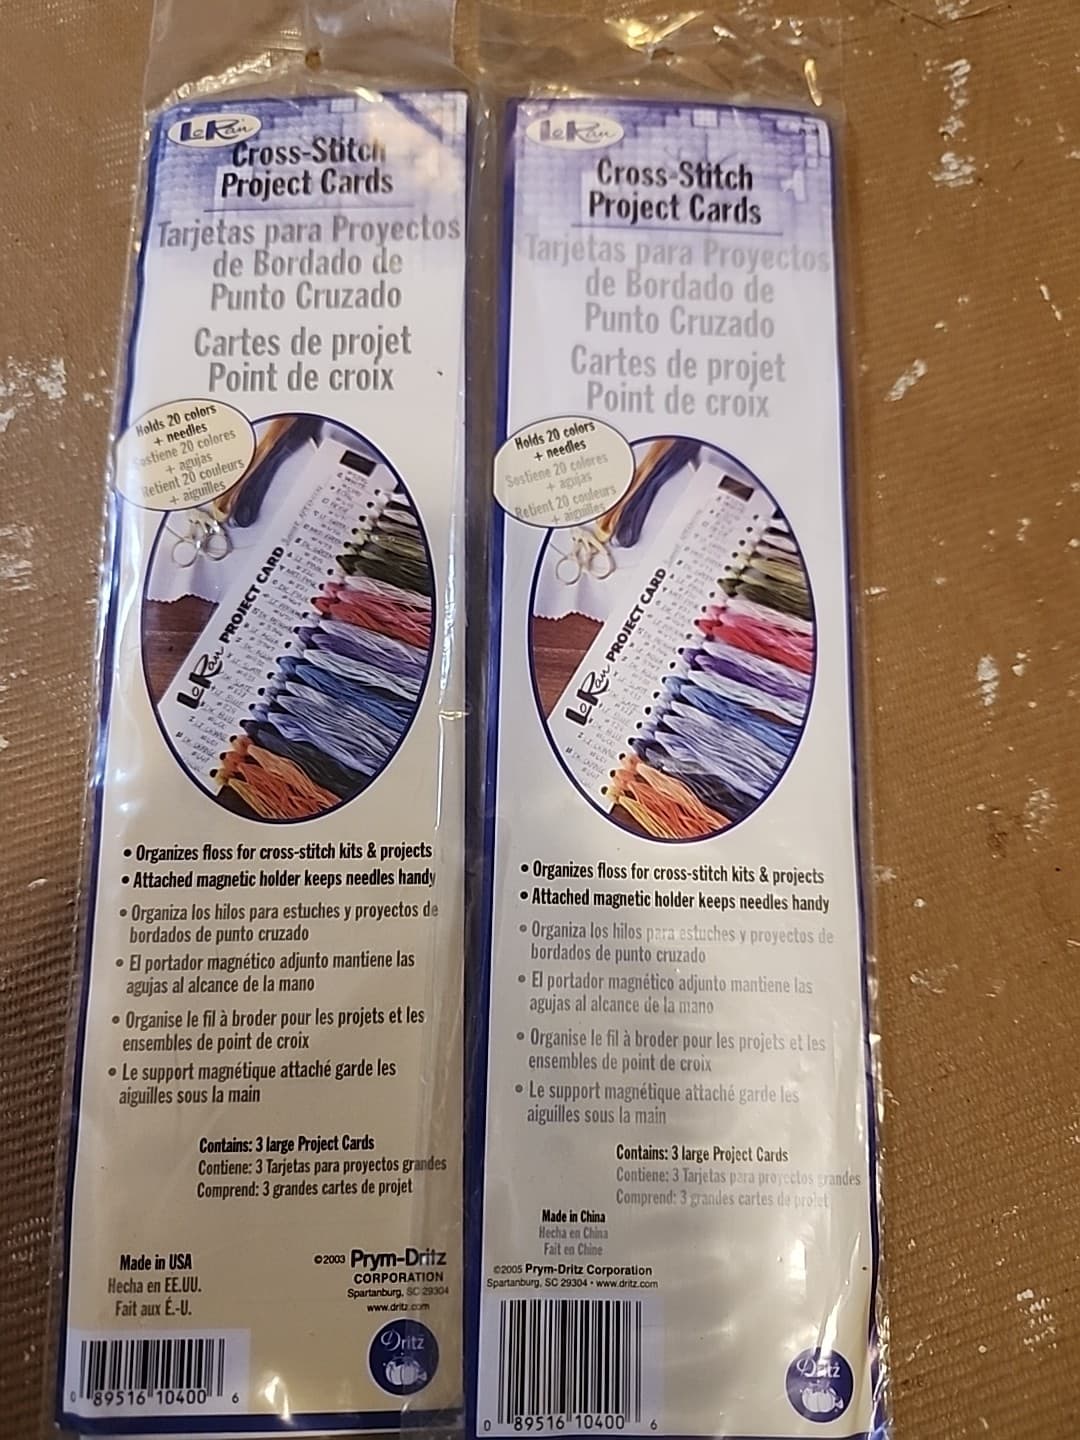 LoRan
Cross-Stitch
Project Cards
Tarjetas para Proyectos
de Bordado de
Punto Cruzado
Cartes de projet
Point de croix
Holds 20 colors
+ needles
Sostiene 20 colores
+ agujas
Retient 20 couleurs
+ aiguilles
LoRan PROJECT CARD
• Organizes floss for cross-stitch kits & projects
• Attached magnetic holder keeps needles handy
• Organiza los hilos para estuches y proyectos de
bordados de punto cruzado
• El portador magnético adjunto mantiene las
agujas al alcance de la mano
• Organise le fil à broder pour les projets et les
ensembles de point de croix
• Le support magnétique attaché garde les
aiguilles sous la main
Contains: 3 large Project Cards
Contiene: 3 Tarjetas para proyectos grandes
Comprend: 3 grandes cartes de projet
Made in USA
Hecha en EE.UU.
Fait aux É.-U.
©2003 Prym-Dritz
CORPORATION
Spartanburg, SC 29304
www.dritz.com
Dritz
0 89516 10400 6
LoRan
Cross-Stitch
Project Cards
Tarjetas para Proyectos
de Bordado de
Punto Cruzado
Cartes de projet
Point de croix
Holds 20 colors
+ needles
Sostiene 20 colores
+ agujas
Retient 20 couleurs
+ aiguilles
LoRan PROJECT CARD
• Organizes floss for cross-stitch kits & projects
• Attached magnetic holder keeps needles handy
• Organiza los hilos para estuches y proyectos de
bordados de punto cruzado
• El portador magnético adjunto mantiene las
agujas al alcance de la mano
• Organise le fil à broder pour les projets et les
ensembles de point de croix
• Le support magnétique attaché garde les
aiguilles sous la main
Contains: 3 large Project Cards
Contiene: 3 Tarjetas para proyectos grandes
Comprend: 3 grandes cartes de projet
Made in China
Hecha en China
Fait en Chine
©2005 Prym-Dritz Corporation
Spartanburg, SC 29304 • www.dritz.com
Dritz
0 89516 10400 6